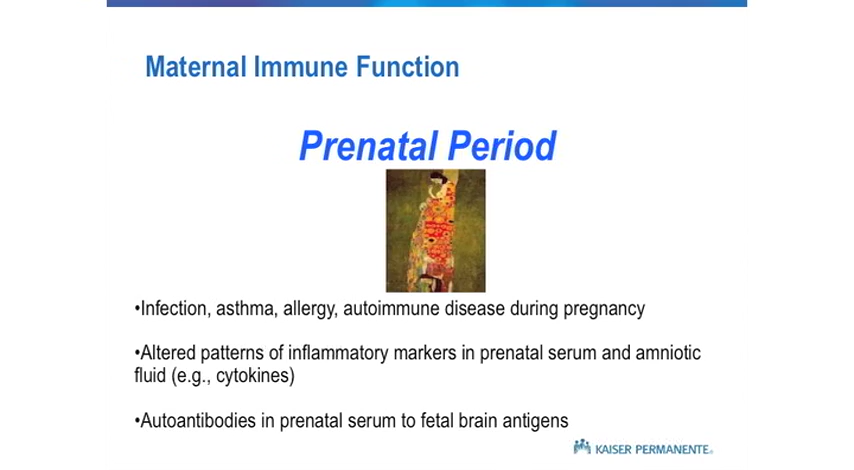 Maternal Immune Function
Prenatal Period
•Infection, asthma, allergy, autoimmune disease during pregnancy
•Altered patterns of inflammatory markers in prenatal serum and amniotic
fluid (e.g., cytokines)
•Autoantibodies in prenatal serum to fetal brain antigens
KAISER PERMANENTE®